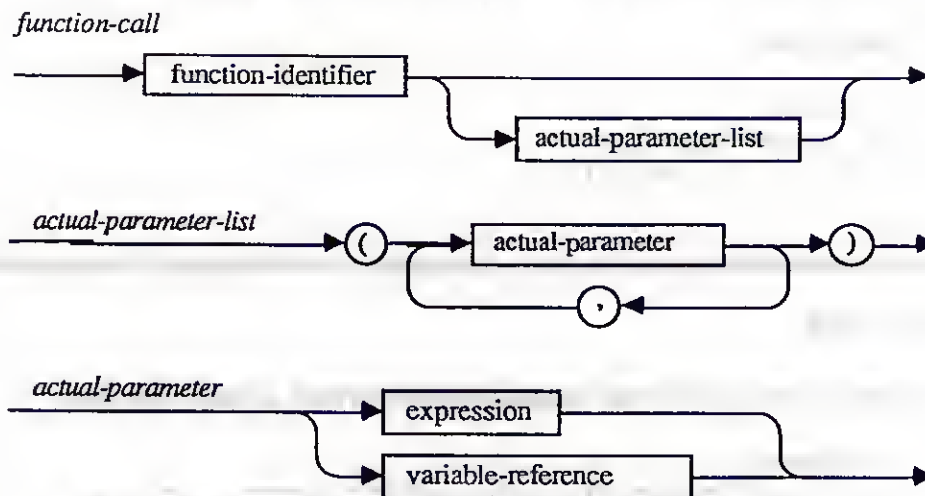 function-call
function-identifier
actual-parameter-list
actual-parameter-list
( actual-parameter )
,
actual-parameter
expression
variable-reference